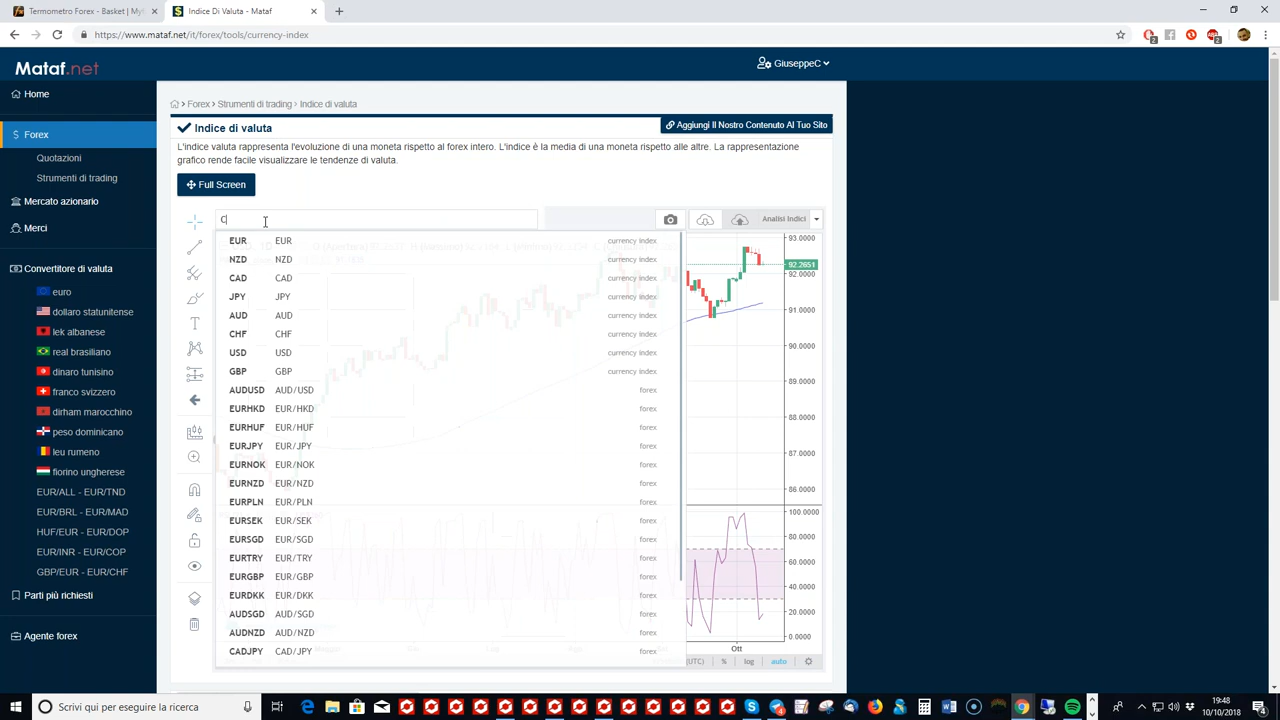 Termometro Forex - Basket | Myf
Indice Di Valuta - Mataf
https://www.mataf.net/it/forex/tools/currency-index
2
2
Mataf.net
GiuseppeC
Home
Forex
Quotazioni
Strumenti di trading
Mercato azionario
Merci
Convertitore di valuta
euro
dollaro statunitense
lek albanese
real brasiliano
dinaro tunisino
franco svizzero
dirham marocchino
peso dominicano
leu rumeno
fiorino ungherese
EUR/ALL - EUR/TND
EUR/BRL - EUR/MAD
HUF/EUR - EUR/DOP
EUR/INR - EUR/COP
GBP/EUR - EUR/CHF
Parti più richiesti
Agente forex
> Forex > Strumenti di trading > Indice di valuta
Indice di valuta
Aggiungi Il Nostro Contenuto Al Tuo Sito
L'indice valuta rappresenta l'evoluzione di una moneta rispetto al forex intero. L'indice è la media di una moneta rispetto alle altre. La rappresentazione
grafico rende facile visualizzare le tendenze di valuta.
Full Screen
C
Analisi Indici
EUR EUR currency index
NZD NZD currency index
CAD CAD currency index
JPY JPY currency index
AUD AUD currency index
CHF CHF currency index
USD USD currency index
GBP GBP currency index
AUDUSD AUD/USD forex
EURHKD EUR/HKD forex
EURHUF EUR/HUF forex
EURJPY EUR/JPY forex
EURNOK EUR/NOK forex
EURNZD EUR/NZD forex
EURPLN EUR/PLN forex
EURSEK EUR/SEK forex
EURSGD EUR/SGD forex
EURTRY EUR/TRY forex
EURGBP EUR/GBP forex
EURDKK EUR/DKK forex
AUDSGD AUD/SGD forex
AUDNZD AUD/NZD forex
CADJPY CAD/JPY forex
93.0000
92.2651
92.0000
91.0000
90.0000
89.0000
88.0000
87.0000
86.0000
100.0000
80.0000
60.0000
40.0000
20.0000
0.0000
Ott
(UTC) % log auto
Scrivi qui per eseguire la ricerca
19:48
10/10/2018